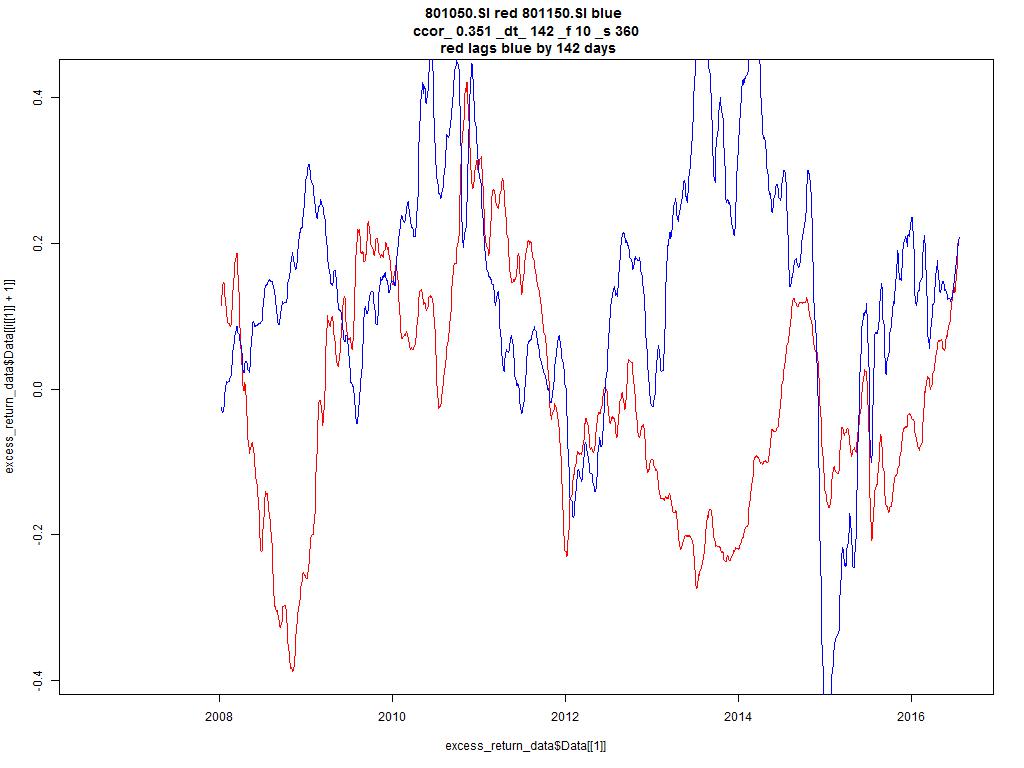 801050.SI red 801150.SI blue
ccor_ 0.351 _dt_ 142 _f 10 _s 360
red lags blue by 142 days
0.4
0.2
0.0
-0.2
-0.4
excess_return_data$Data[[i[[1]] + 1]]
2008
2010
2012
2014
2016
excess_return_data$Data[[1]]